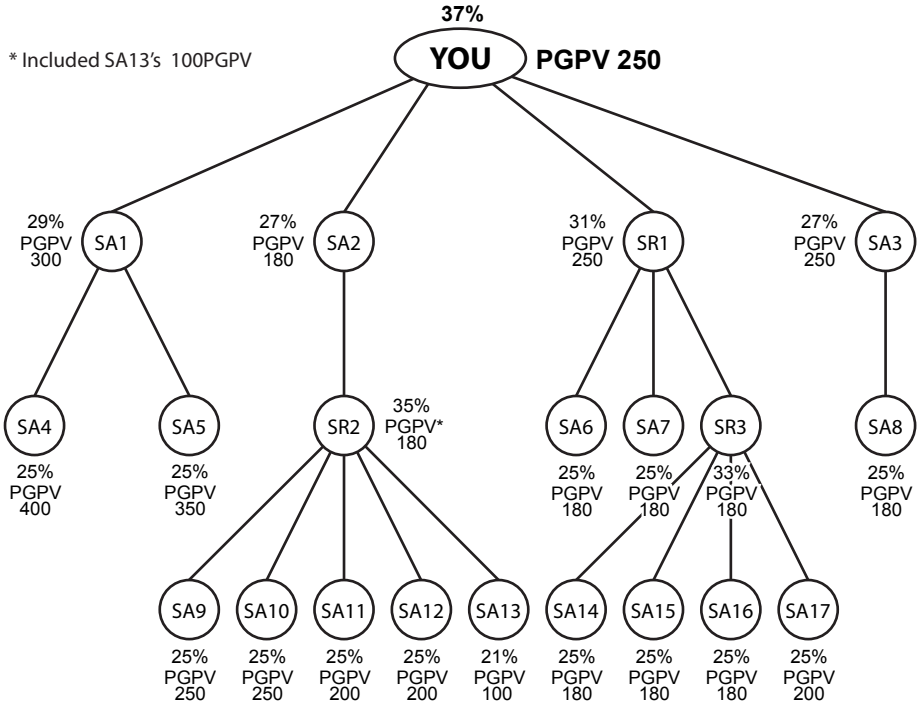 37%
* Included SA13's 100PGPV
YOU
PGPV 250
29%
PGPV
300
SA1
27%
PGPV
180
SA2
31%
PGPV
250
SR1
27%
PGPV
250
SA3
SA4
25%
PGPV
400
SA5
25%
PGPV
350
SR2
35%
PGPV*
180
SA6
25%
PGPV
180
SA7
25%
PGPV
180
SR3
33%
PGPV
180
SA8
25%
PGPV
180
SA9
25%
PGPV
250
SA10
25%
PGPV
250
SA11
25%
PGPV
200
SA12
25%
PGPV
200
SA13
21%
PGPV
100
SA14
25%
PGPV
180
SA15
25%
PGPV
180
SA16
25%
PGPV
180
SA17
25%
PGPV
200